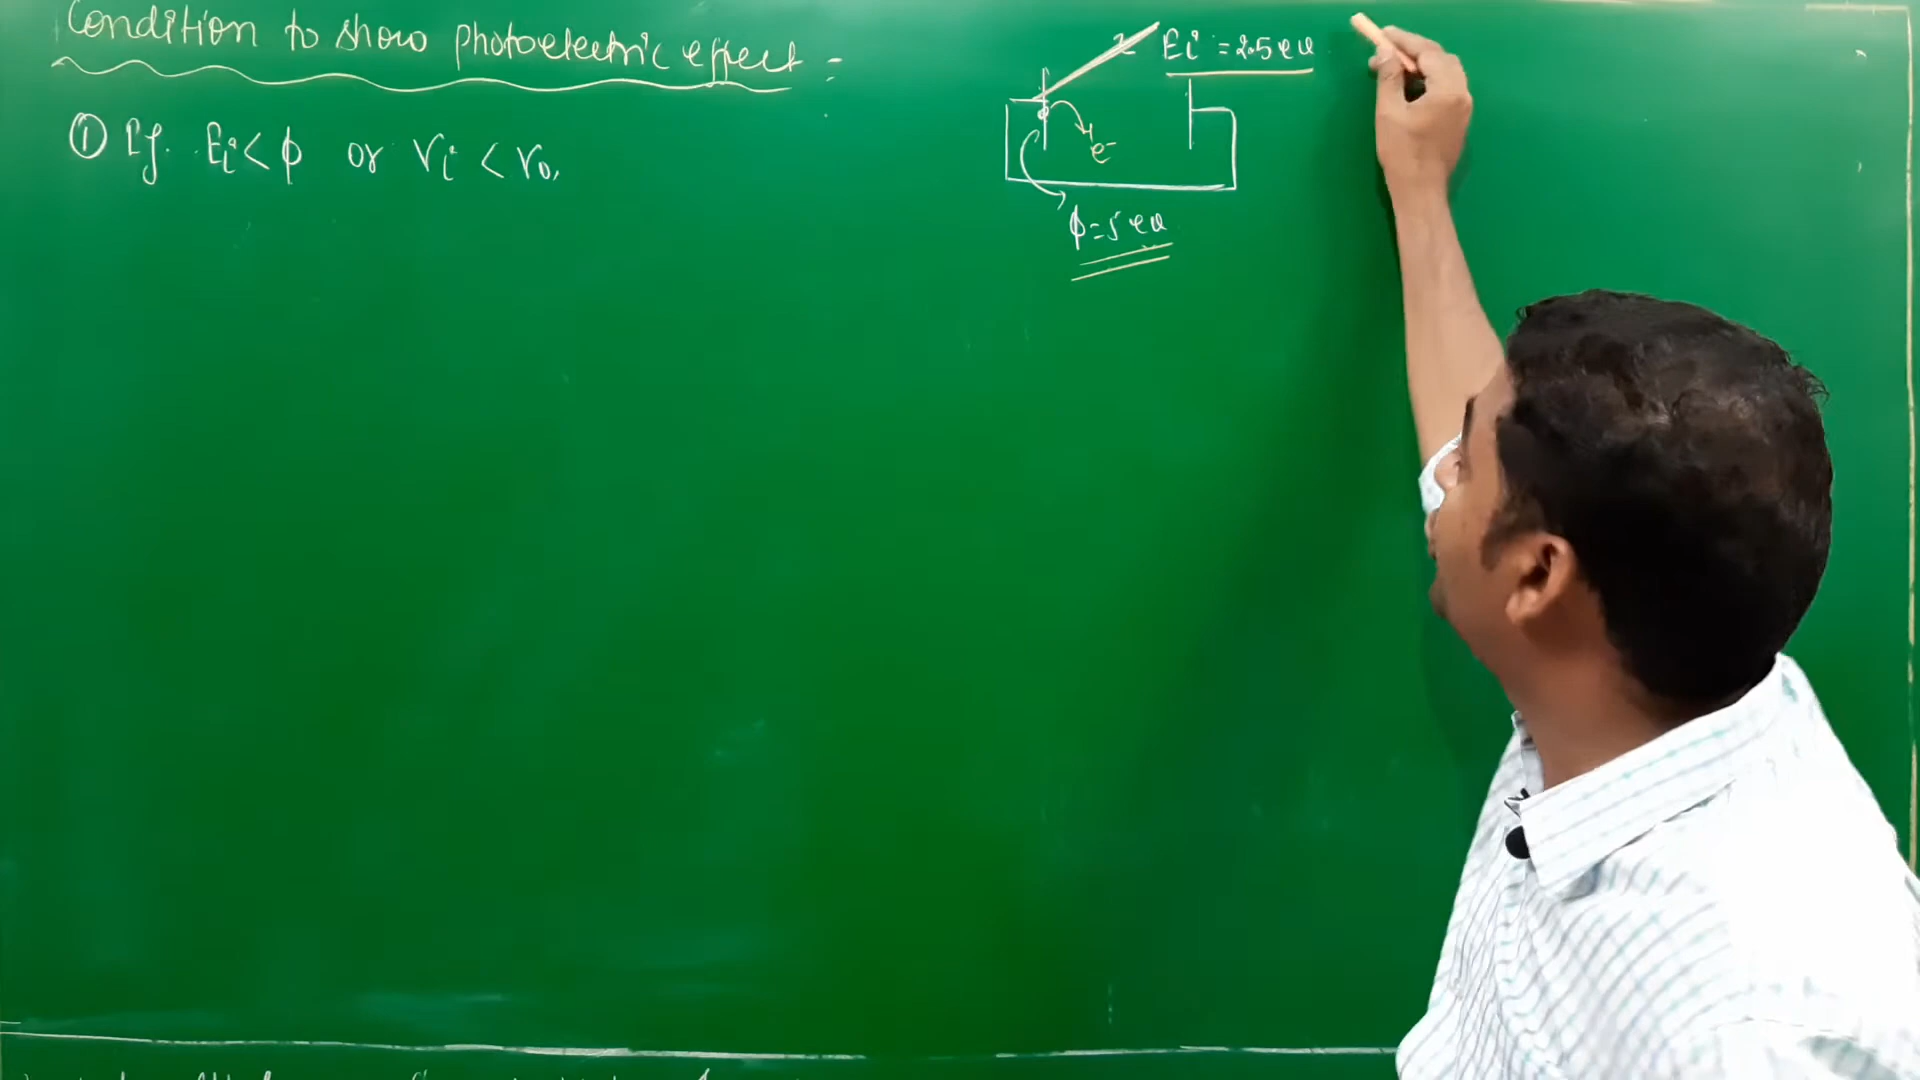 Condition to show photoelectric effect :
① If Ei < ϕ or νi < ν0,
Ei = 2.5 ev
e-
ϕ = 5 ev